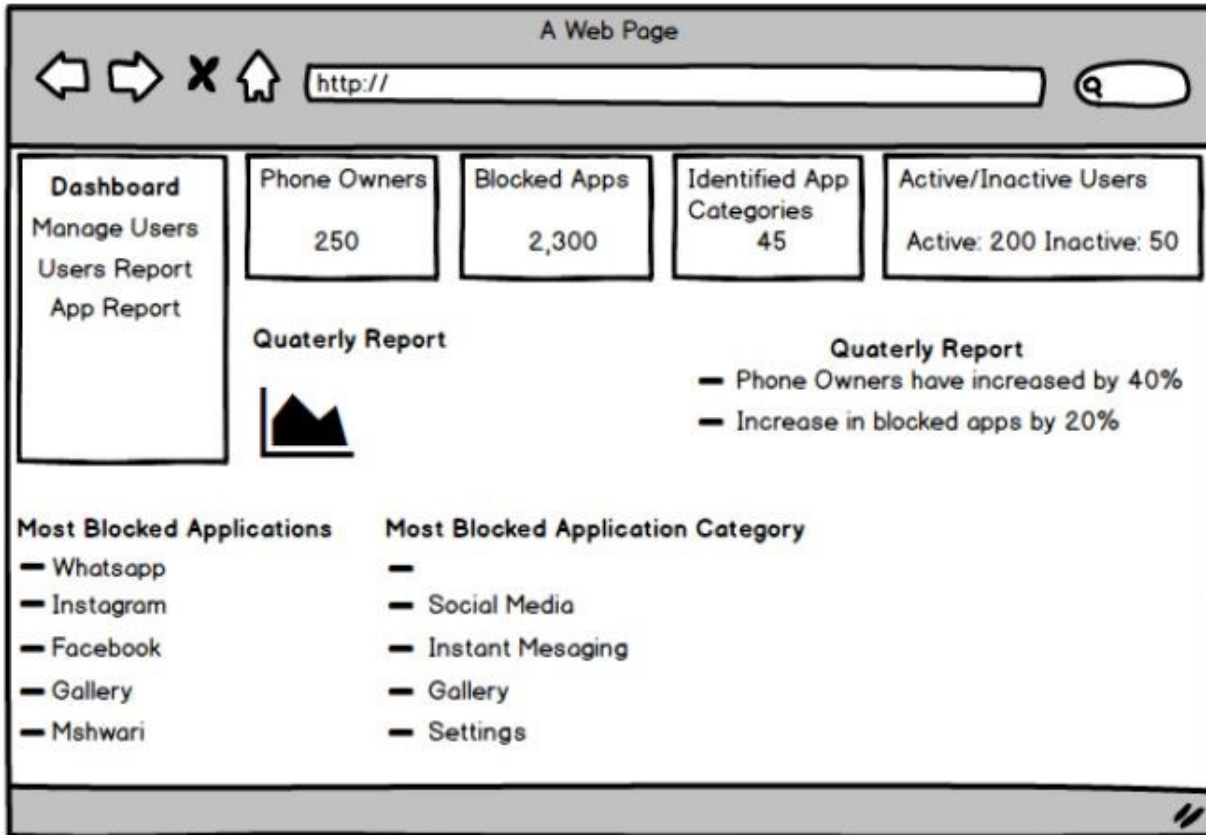 A Web Page
http://
Dashboard
Manage Users
Users Report
App Report
Phone Owners
250
Blocked Apps
2,300
Identified App
Categories
45
Active/Inactive Users
Active: 200 Inactive: 50
Quaterly Report
Quaterly Report
Phone Owners have increased by 40%
Increase in blocked apps by 20%
Most Blocked Applications
Whatsapp
Instagram
Facebook
Gallery
Mshwari
Most Blocked Application Category
Social Media
Instant Mesaging
Gallery
Settings